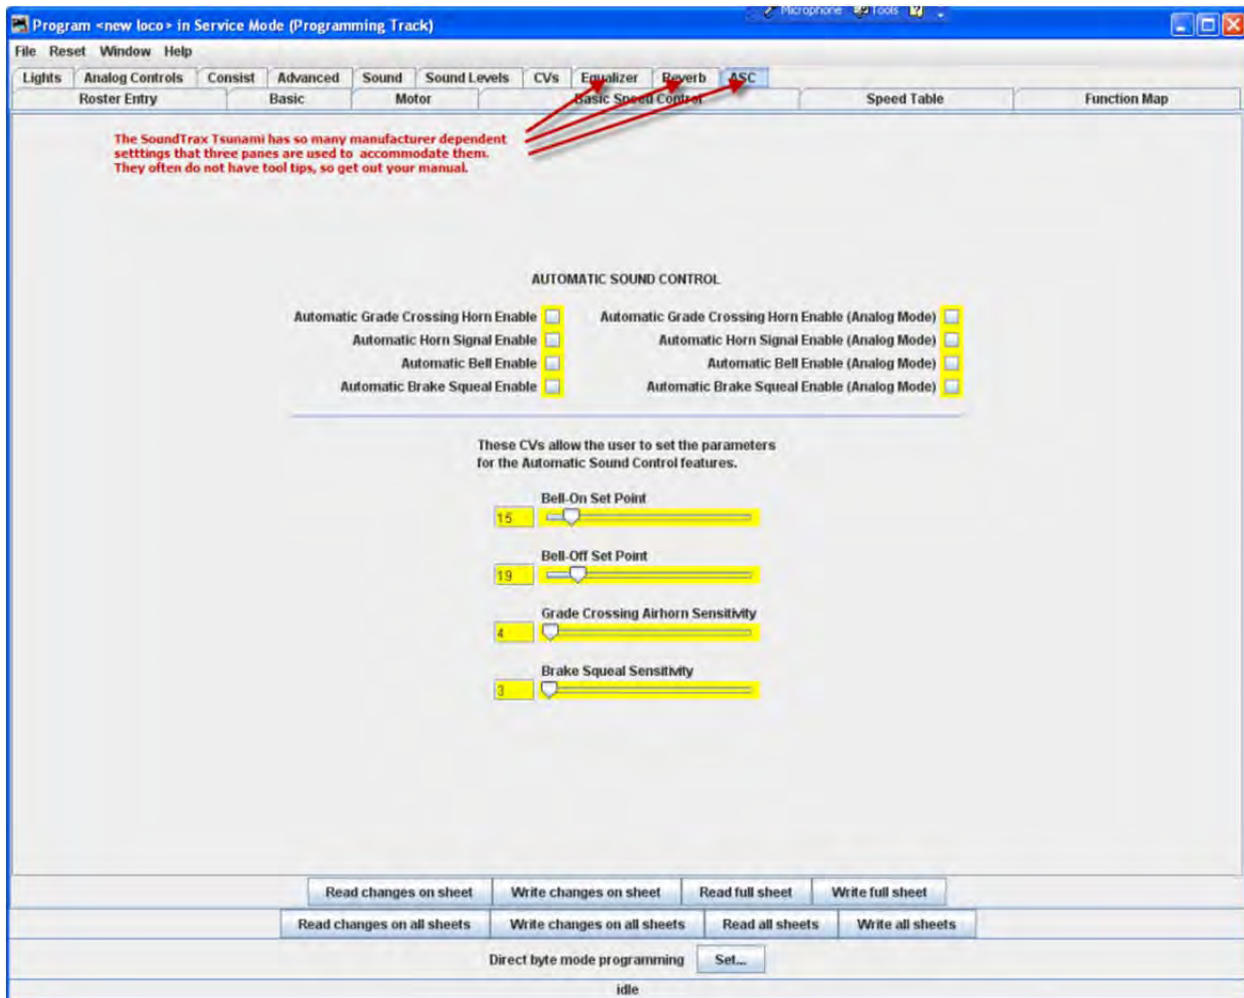 Microphone Tools
Program <new loco> in Service Mode (Programming Track)
File Reset Window Help
Lights Analog Controls Consist Advanced Sound Sound Levels CVs Equalizer Reverb ASC
Roster Entry Basic Motor Basic Speed Control Speed Table Function Map
The SoundTrax Tsunami has so many manufacturer dependent
setttings that three panes are used to accommodate them.
They often do not have tool tips, so get out your manual.
AUTOMATIC SOUND CONTROL
Automatic Grade Crossing Horn Enable Automatic Grade Crossing Horn Enable (Analog Mode)
Automatic Horn Signal Enable Automatic Horn Signal Enable (Analog Mode)
Automatic Bell Enable Automatic Bell Enable (Analog Mode)
Automatic Brake Squeal Enable Automatic Brake Squeal Enable (Analog Mode)
These CVs allow the user to set the parameters
for the Automatic Sound Control features.
Bell-On Set Point
15
Bell-Off Set Point
19
Grade Crossing Airhorn Sensitivity
4
Brake Squeal Sensitivity
3
Read changes on sheet Write changes on sheet Read full sheet Write full sheet
Read changes on all sheets Write changes on all sheets Read all sheets Write all sheets
Direct byte mode programming Set...
idle